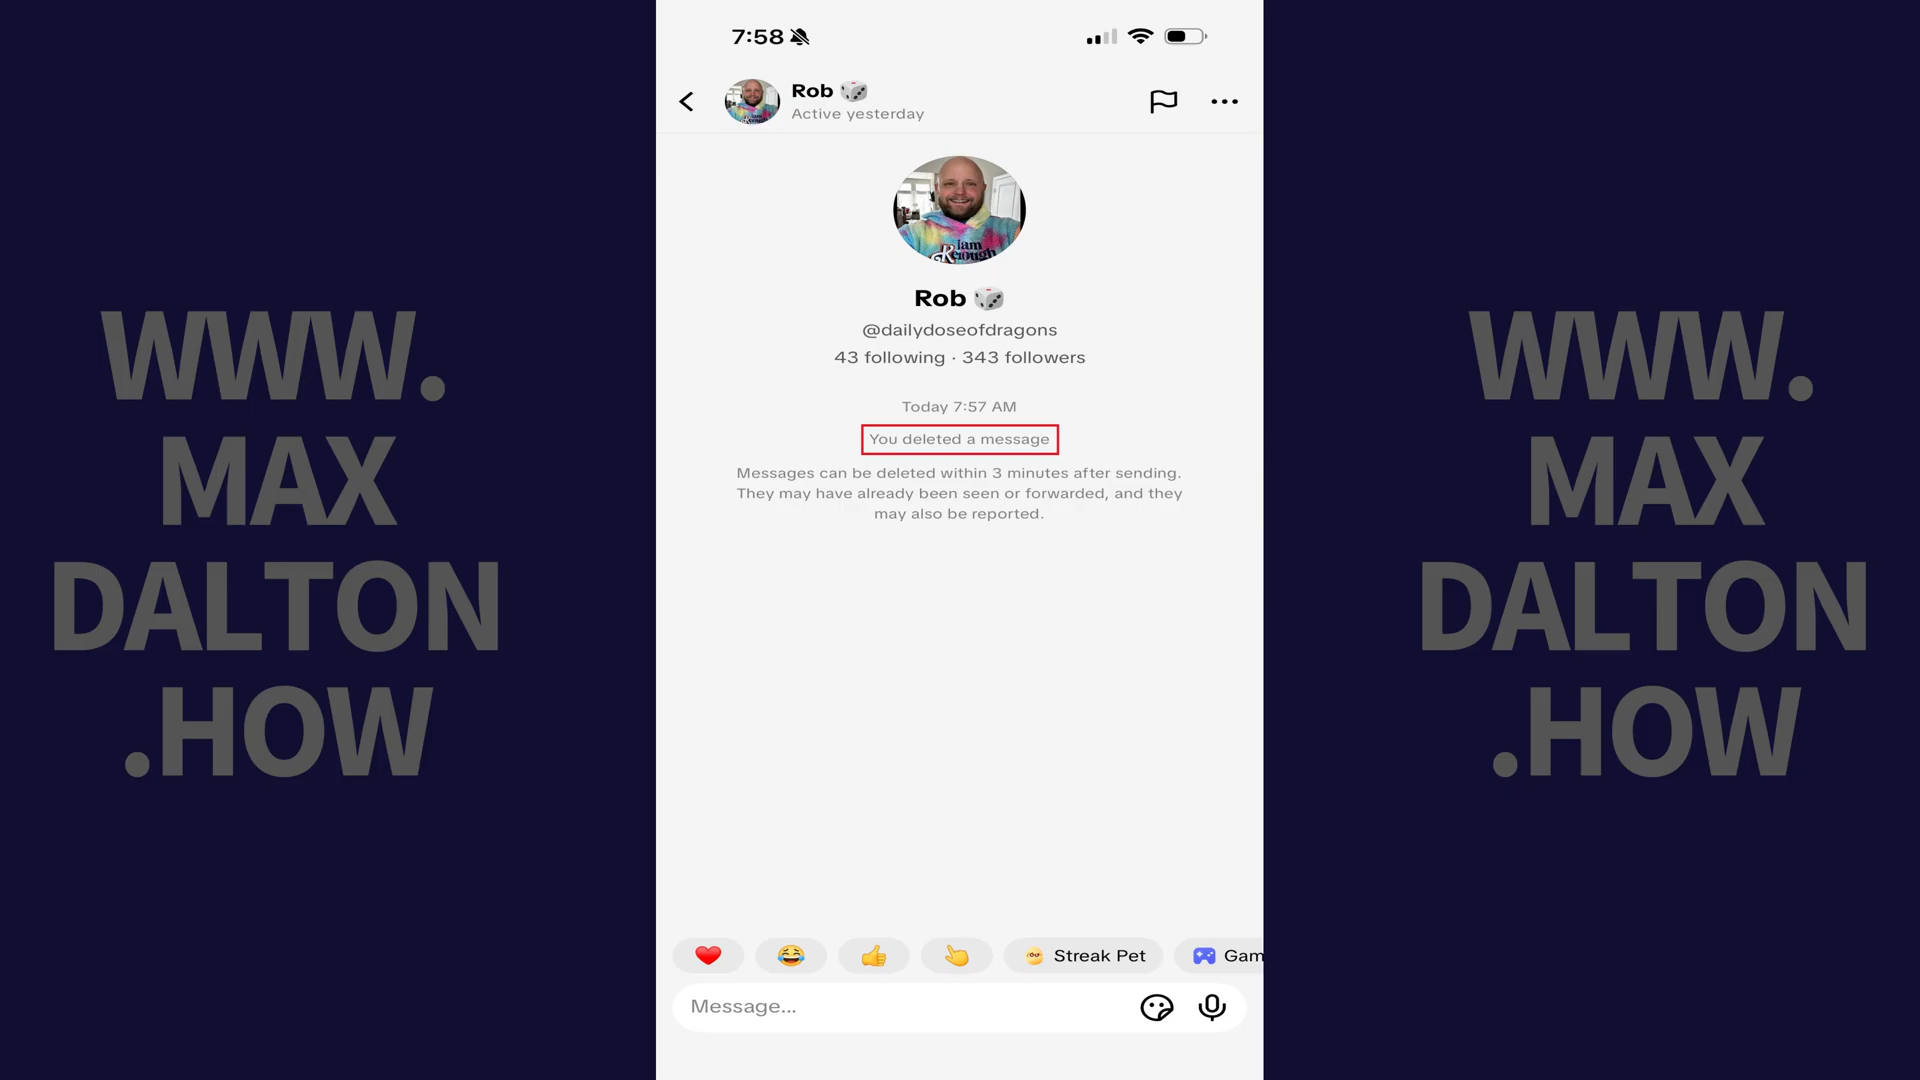 WWW.
MAX
DALTON
.HOW
7:58
Rob
Active yesterday
I am
Kenough
Rob
@dailydoseofdragons
43 following · 343 followers
Today 7:57 AM
You deleted a message
Messages can be deleted within 3 minutes after sending.
They may have already been seen or forwarded, and they
may also be reported.
Streak Pet
Gam
Message...
WWW.
MAX
DALTON
.HOW